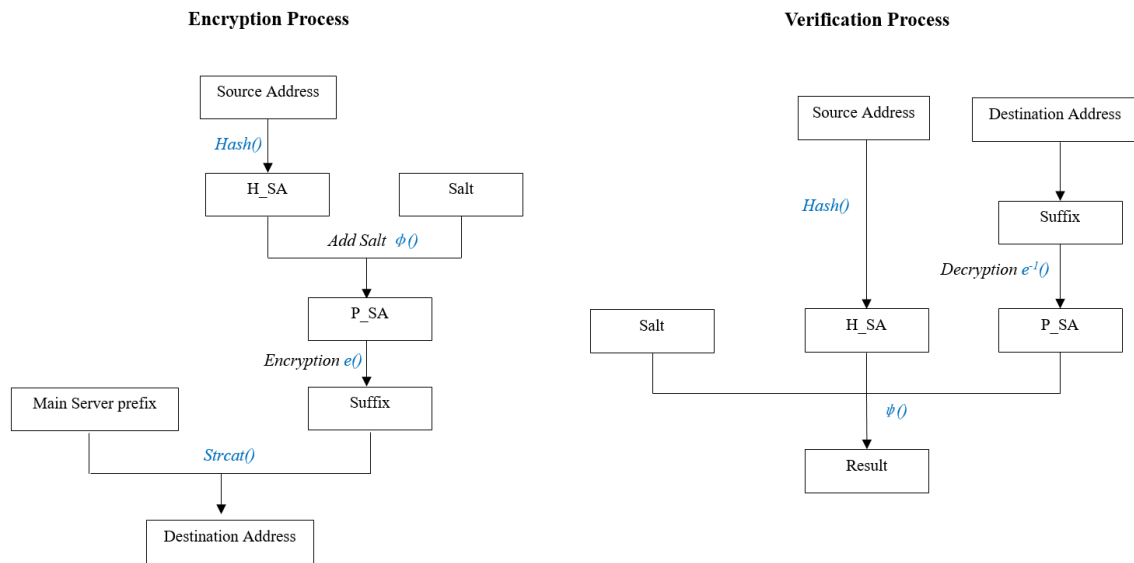 Encryption Process
Source Address
Hash()
H_SA
Salt
Add Salt ϕ()
P_SA
Encryption e()
Main Server prefix
Suffix
Strcat()
Destination Address
Verification Process
Source Address
Destination Address
Hash()
Suffix
Decryption e⁻¹()
Salt
H_SA
P_SA
ψ()
Result